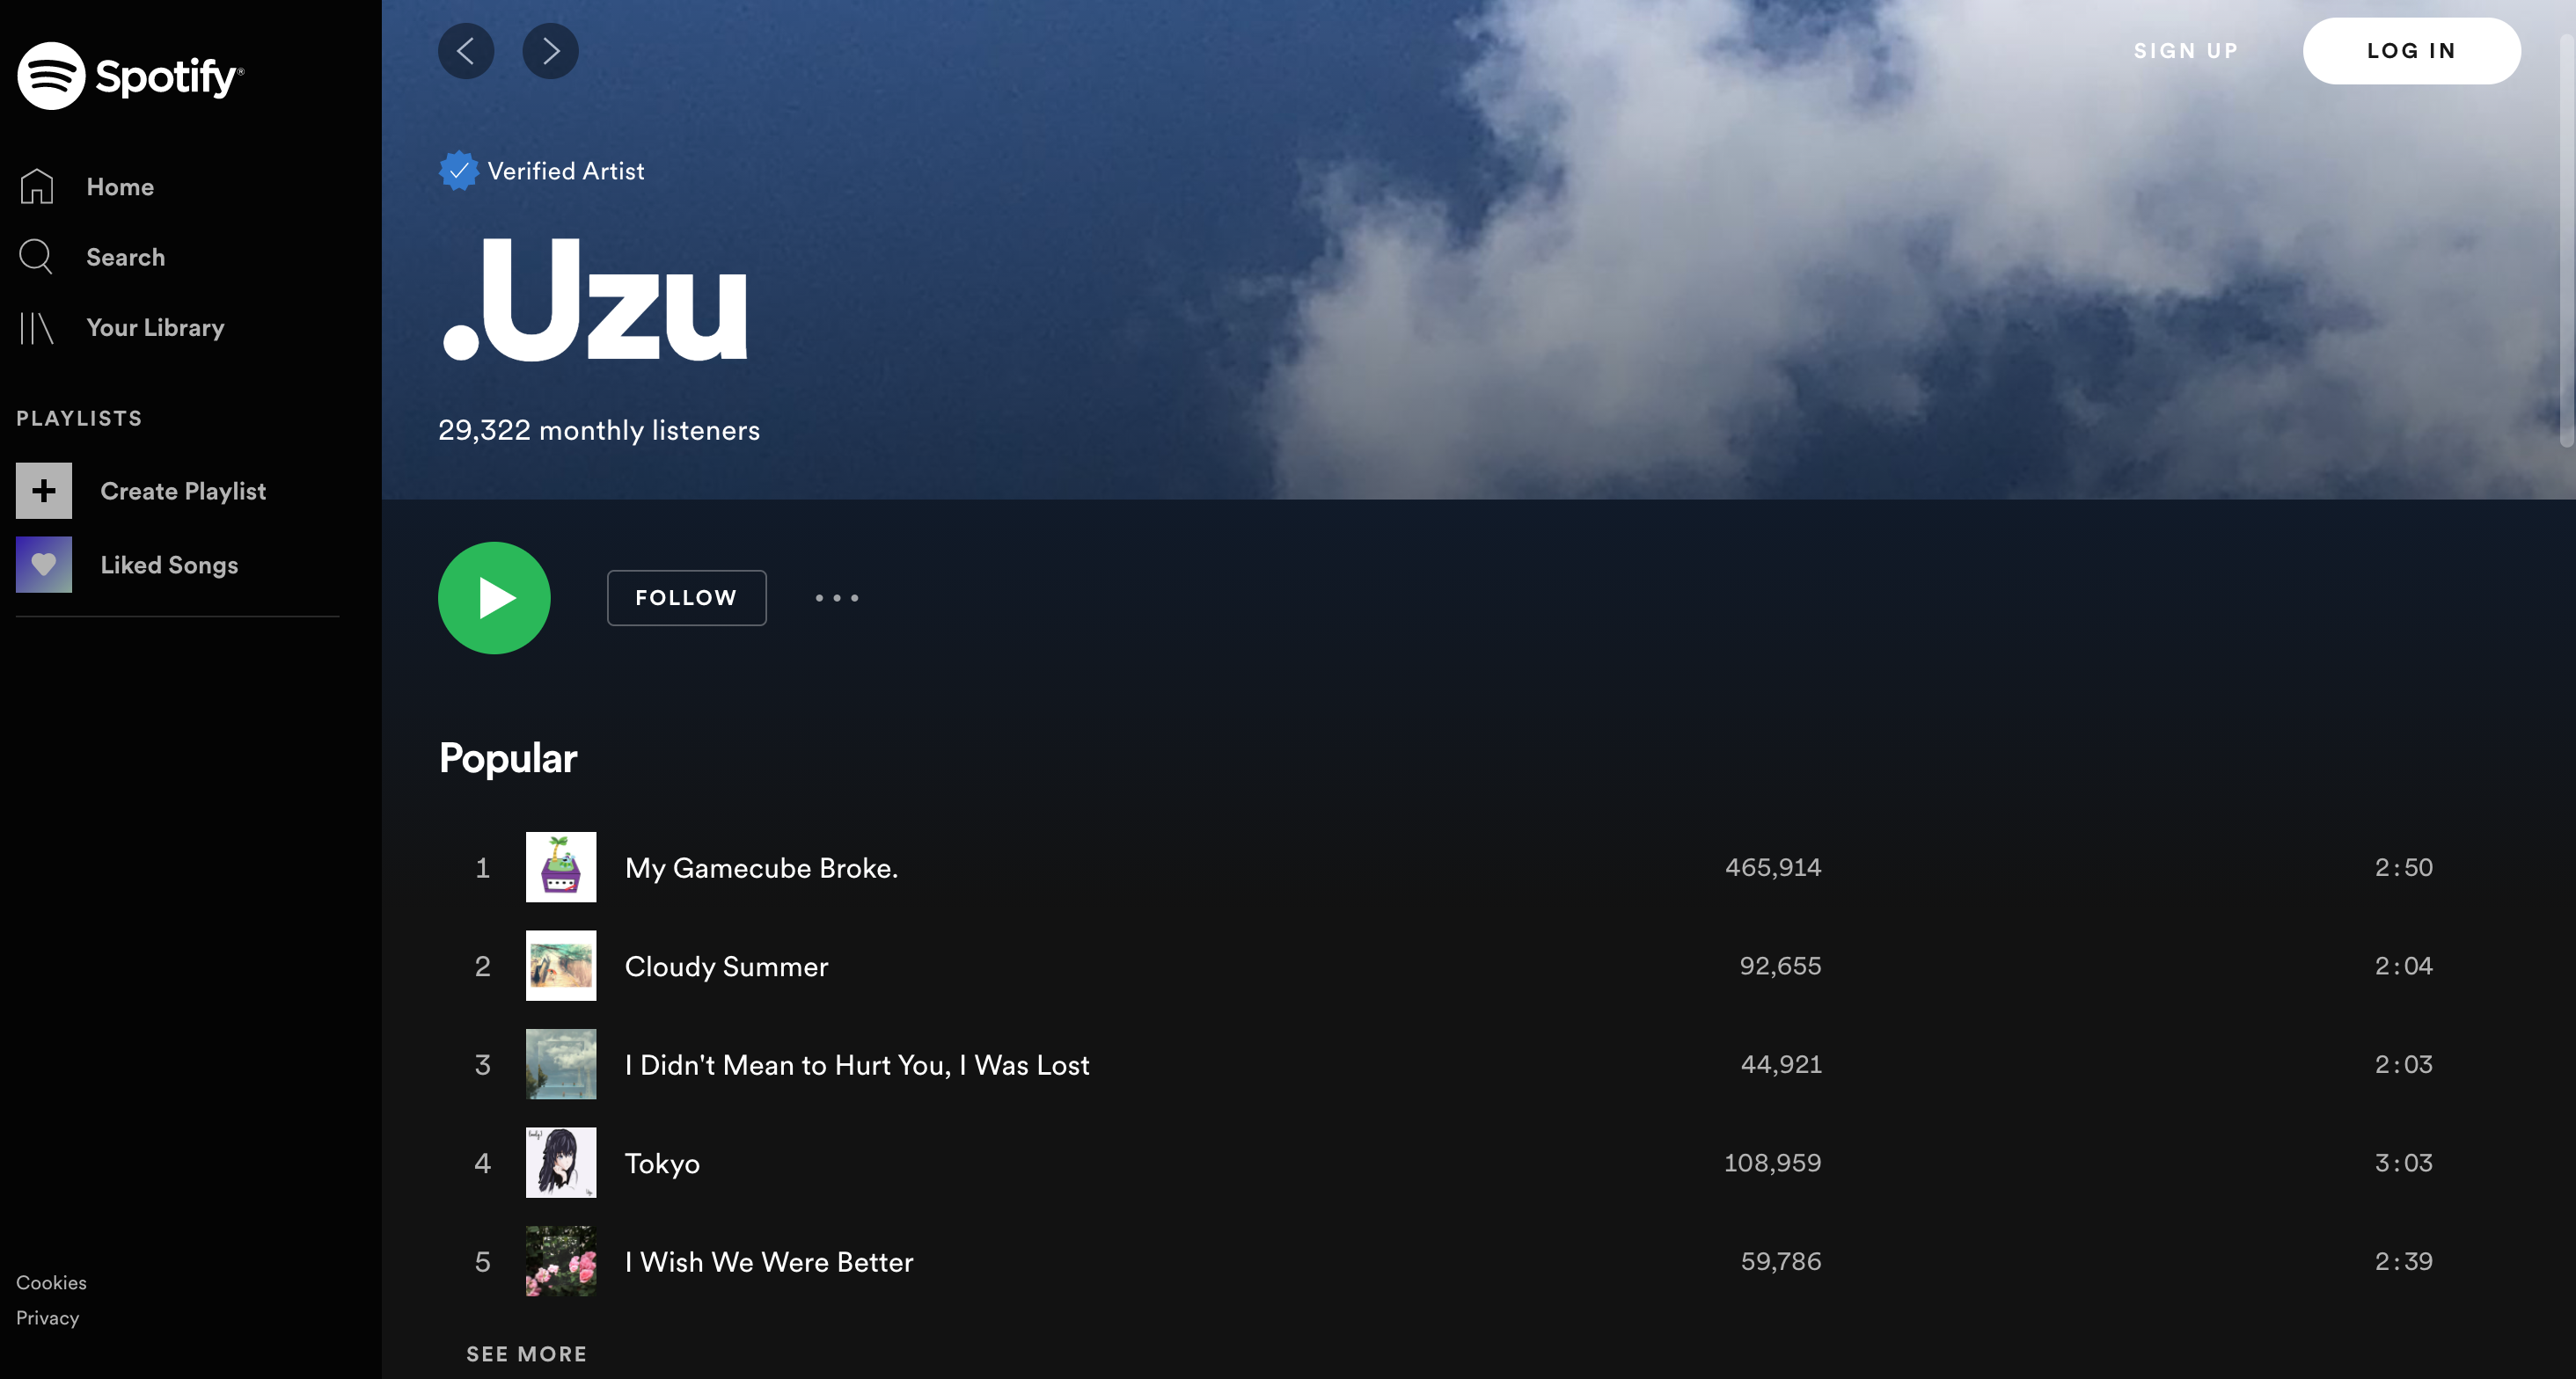 Spotify®
Home
Search
Your Library
PLAYLISTS
Create Playlist
Liked Songs
Cookies
Privacy
SIGN UP
LOG IN
Verified Artist
.Uzu
29,322 monthly listeners
FOLLOW
Popular
1 My Gamecube Broke. 465,914 2:50
2 Cloudy Summer 92,655 2:04
3 I Didn't Mean to Hurt You, I Was Lost 44,921 2:03
4 Tokyo 108,959 3:03
5 I Wish We Were Better 59,786 2:39
SEE MORE